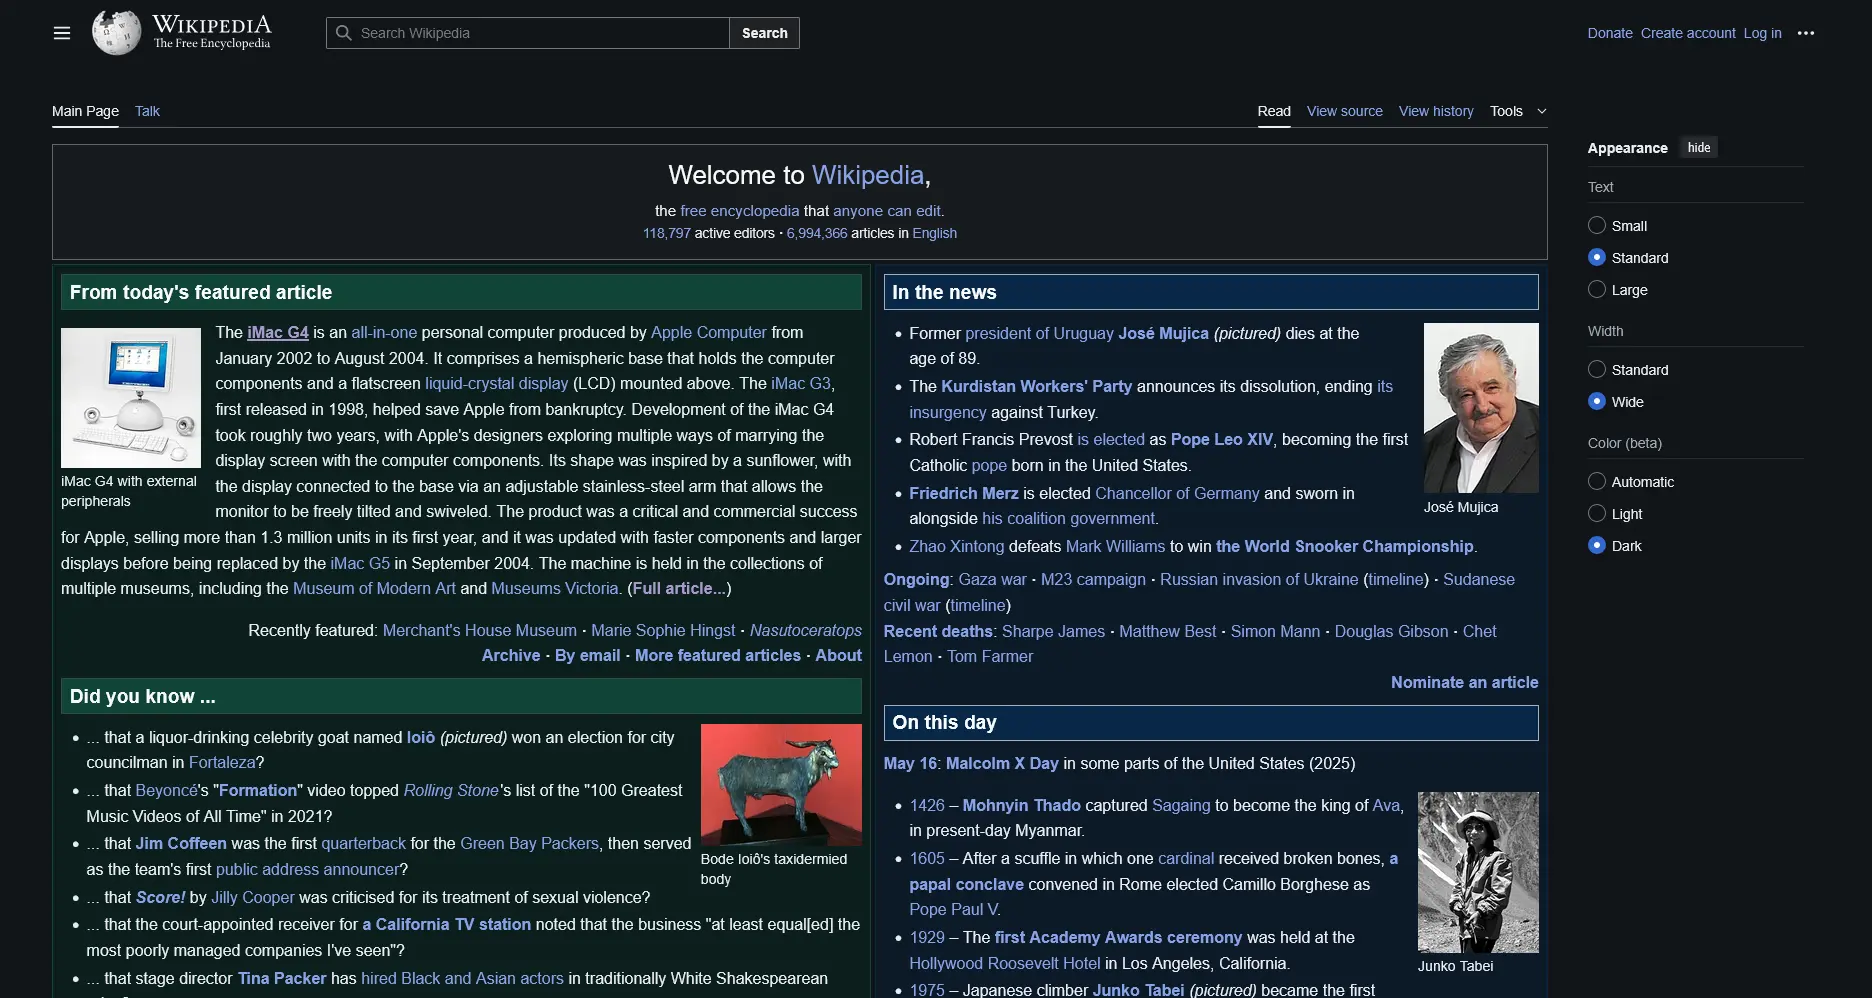 WIKIPEDIA
The Free Encyclopedia
Search Wikipedia
Search
Donate Create account Log in
Main Page Talk
Read View source View history Tools
Welcome to Wikipedia,
the free encyclopedia that anyone can edit.
118,797 active editors · 6,994,366 articles in English
From today's featured article
iMac G4 with external
peripherals
The iMac G4 is an all-in-one personal computer produced by Apple Computer from
January 2002 to August 2004. It comprises a hemispheric base that holds the computer
components and a flatscreen liquid-crystal display (LCD) mounted above. The iMac G3,
first released in 1998, helped save Apple from bankruptcy. Development of the iMac G4
took roughly two years, with Apple's designers exploring multiple ways of marrying the
display screen with the computer components. Its shape was inspired by a sunflower, with
the display connected to the base via an adjustable stainless-steel arm that allows the
monitor to be freely tilted and swiveled. The product was a critical and commercial success
for Apple, selling more than 1.3 million units in its first year, and it was updated with faster components and larger
displays before being replaced by the iMac G5 in September 2004. The machine is held in the collections of
multiple museums, including the Museum of Modern Art and Museums Victoria. (Full article...)
Recently featured: Merchant's House Museum · Marie Sophie Hingst · Nasutoceratops
Archive · By email · More featured articles · About
Did you know ...
• ... that a liquor-drinking celebrity goat named Ioiô (pictured) won an election for city
councilman in Fortaleza?
• ... that Beyoncé's "Formation" video topped Rolling Stone's list of the "100 Greatest
Music Videos of All Time" in 2021?
• ... that Jim Coffeen was the first quarterback for the Green Bay Packers, then served
as the team's first public address announcer?
• ... that Score! by Jilly Cooper was criticised for its treatment of sexual violence?
• ... that the court-appointed receiver for a California TV station noted that the business "at least equal[ed] the
most poorly managed companies I've seen"?
• ... that stage director Tina Packer has hired Black and Asian actors in traditionally White Shakespearean
Bode Ioiô's taxidermied
body
In the news
• Former president of Uruguay José Mujica (pictured) dies at the
age of 89.
• The Kurdistan Workers' Party announces its dissolution, ending its
insurgency against Turkey.
• Robert Francis Prevost is elected as Pope Leo XIV, becoming the first
Catholic pope born in the United States.
• Friedrich Merz is elected Chancellor of Germany and sworn in
alongside his coalition government.
• Zhao Xintong defeats Mark Williams to win the World Snooker Championship.
José Mujica
Ongoing: Gaza war · M23 campaign · Russian invasion of Ukraine (timeline) · Sudanese
civil war (timeline)
Recent deaths: Sharpe James · Matthew Best · Simon Mann · Douglas Gibson · Chet
Lemon · Tom Farmer
Nominate an article
On this day
May 16: Malcolm X Day in some parts of the United States (2025)
• 1426 – Mohnyin Thado captured Sagaing to become the king of Ava,
in present-day Myanmar.
• 1605 – After a scuffle in which one cardinal received broken bones, a
papal conclave convened in Rome elected Camillo Borghese as
Pope Paul V.
• 1929 – The first Academy Awards ceremony was held at the
Hollywood Roosevelt Hotel in Los Angeles, California.
• 1975 – Japanese climber Junko Tabei (pictured) became the first
Junko Tabei
Appearance hide
Text
Small
Standard
Large
Width
Standard
Wide
Color (beta)
Automatic
Light
Dark